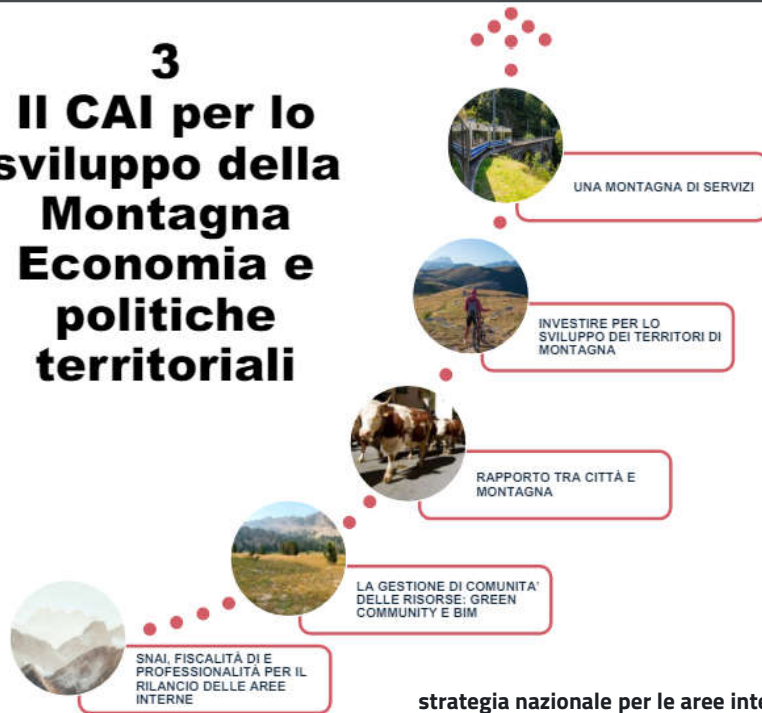 3
Il CAI per lo
sviluppo della
Montagna
Economia e
politiche
territoriali
UNA MONTAGNA DI SERVIZI
INVESTIRE PER LO
SVILUPPO DEI TERRITORI DI
MONTAGNA
RAPPORTO TRA CITTÀ E
MONTAGNA
LA GESTIONE DI COMUNITA'
DELLE RISORSE: GREEN
COMMUNITY E BIM
SNAI, FISCALITÀ DI E
PROFESSIONALITÀ PER IL
RILANCIO DELLE AREE
INTERNE
strategia nazionale per le aree inte